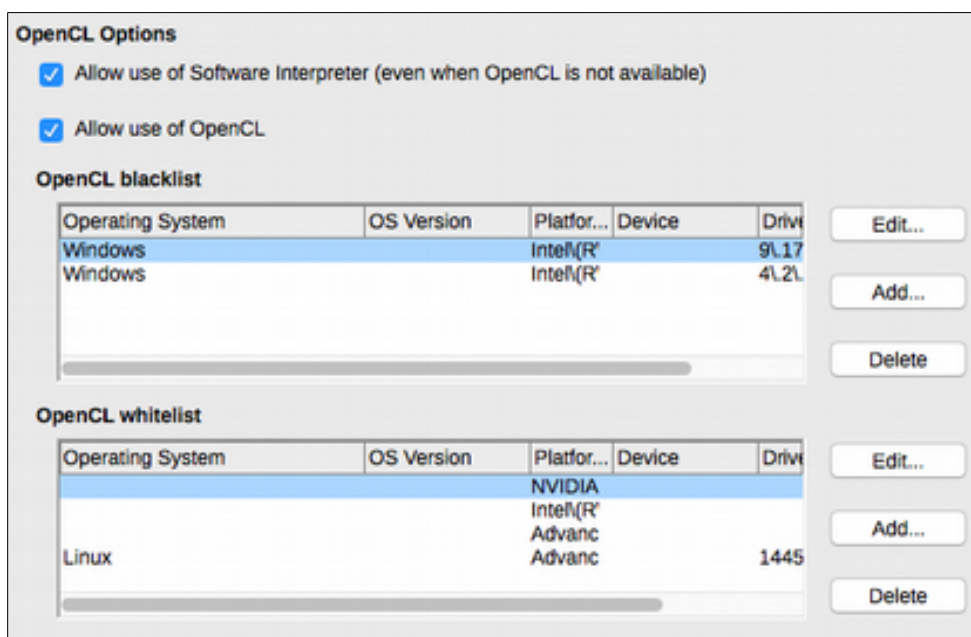 OpenCL Options
Allow use of Software Interpreter (even when OpenCL is not available)
Allow use of OpenCL
OpenCL blacklist
Operating System OS Version Platfor... Device Drive
Edit...
Windows Intel\(R' 9\.17
Windows Intel\(R' 4\.2\.
Add...
Delete
OpenCL whitelist
Operating System OS Version Platfor... Device Drive
Edit...
NVIDIA
Intel\(R'
Advanc
Add...
Linux Advanc 1445
Delete